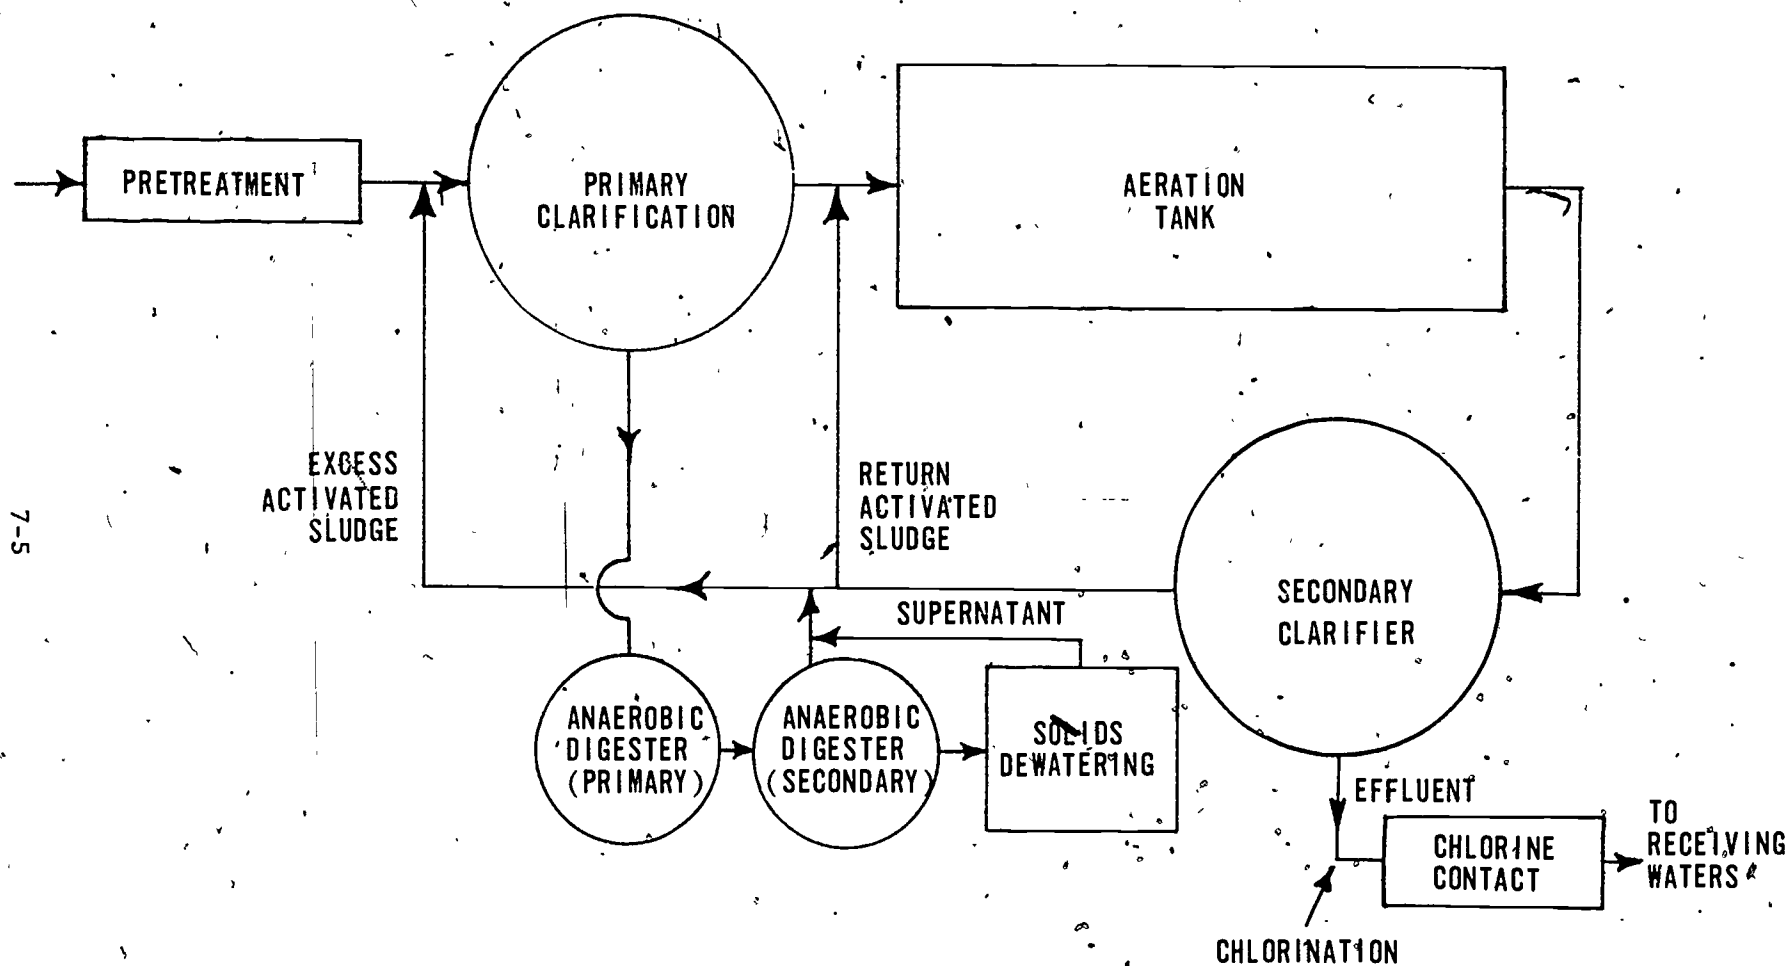 PRETREATMENT
PRIMARY
CLARIFICATION
AERATION
TANK
EXCESS
ACTIVATED
SLUDGE
RETURN
ACTIVATED
SLUDGE
SECONDARY
CLARIFIER
SUPERNATANT
ANAEROBIC
DIGESTER
(PRIMARY)
ANAEROBIC
DIGESTER
(SECONDARY)
SOLIDS
DEWATERING
EFFLUENT
CHLORINE
CONTACT
TO
RECEIVING
WATERS
CHLORINATION
7-5